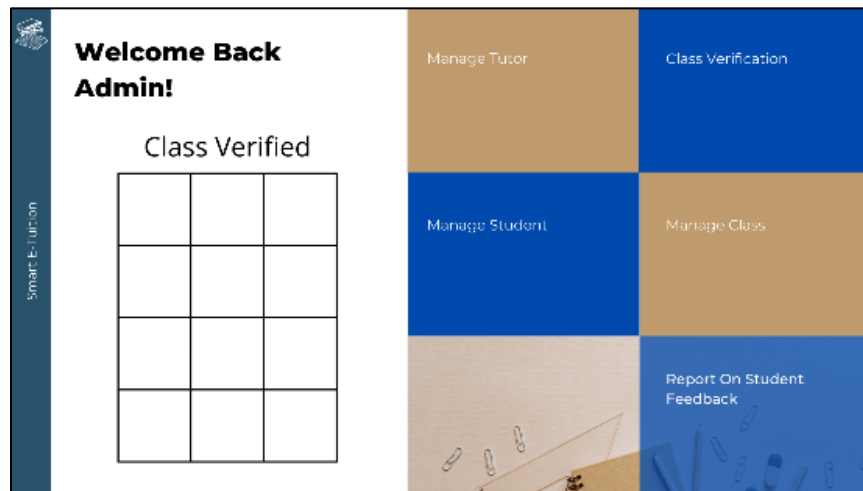 Smart E-Tuition
Welcome Back
Admin!
Class Verified
Manage Tutor
Class Verification
Manage Student
Manage Class
Report On Student
Feedback